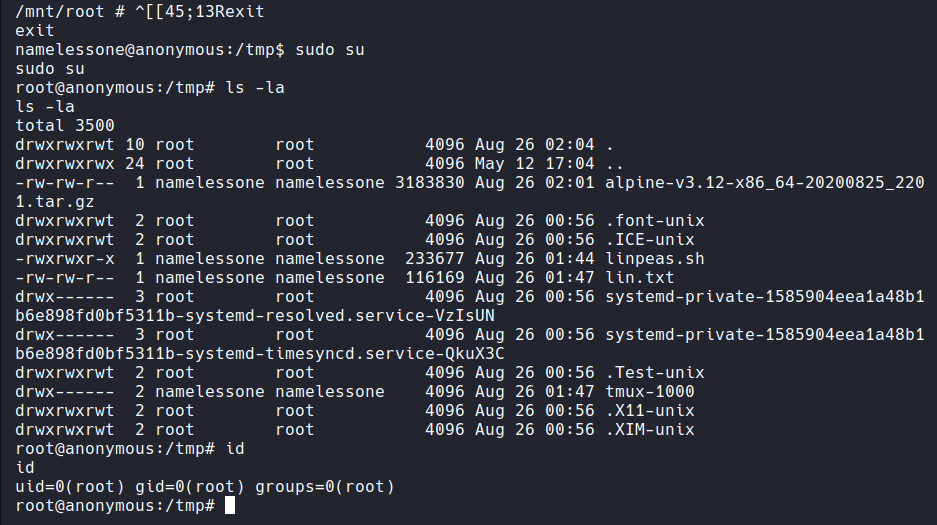 /mnt/root # ^[[45;13Rexit
exit
namelessone@anonymous:/tmp$ sudo su
sudo su
root@anonymous:/tmp# ls -la
ls -la
total 3500
drwxrwxrwt 10 root        root           4096 Aug 26 02:04 .
drwxrwxrwx 24 root        root           4096 May 12 17:04 ..
-rw-rw-r--  1 namelessone namelessone 3183830 Aug 26 02:01 alpine-v3.12-x86_64-20200825_220
1.tar.gz
drwxrwxrwt  2 root        root           4096 Aug 26 00:56 .font-unix
drwxrwxrwt  2 root        root           4096 Aug 26 00:56 .ICE-unix
-rwxrwxr-x  1 namelessone namelessone  233677 Aug 26 01:44 linpeas.sh
-rw-rw-r--  1 namelessone namelessone  116169 Aug 26 01:47 lin.txt
drwx------  3 root        root           4096 Aug 26 00:56 systemd-private-1585904eea1a48b1
b6e898fd0bf5311b-systemd-resolved.service-VzIsUN
drwx------  3 root        root           4096 Aug 26 00:56 systemd-private-1585904eea1a48b1
b6e898fd0bf5311b-systemd-timesyncd.service-QkuX3C
drwxrwxrwt  2 root        root           4096 Aug 26 00:56 .Test-unix
drwx------  2 namelessone namelessone    4096 Aug 26 01:47 tmux-1000
drwxrwxrwt  2 root        root           4096 Aug 26 00:56 .X11-unix
drwxrwxrwt  2 root        root           4096 Aug 26 00:56 .XIM-unix
root@anonymous:/tmp# id
id
uid=0(root) gid=0(root) groups=0(root)
root@anonymous:/tmp#